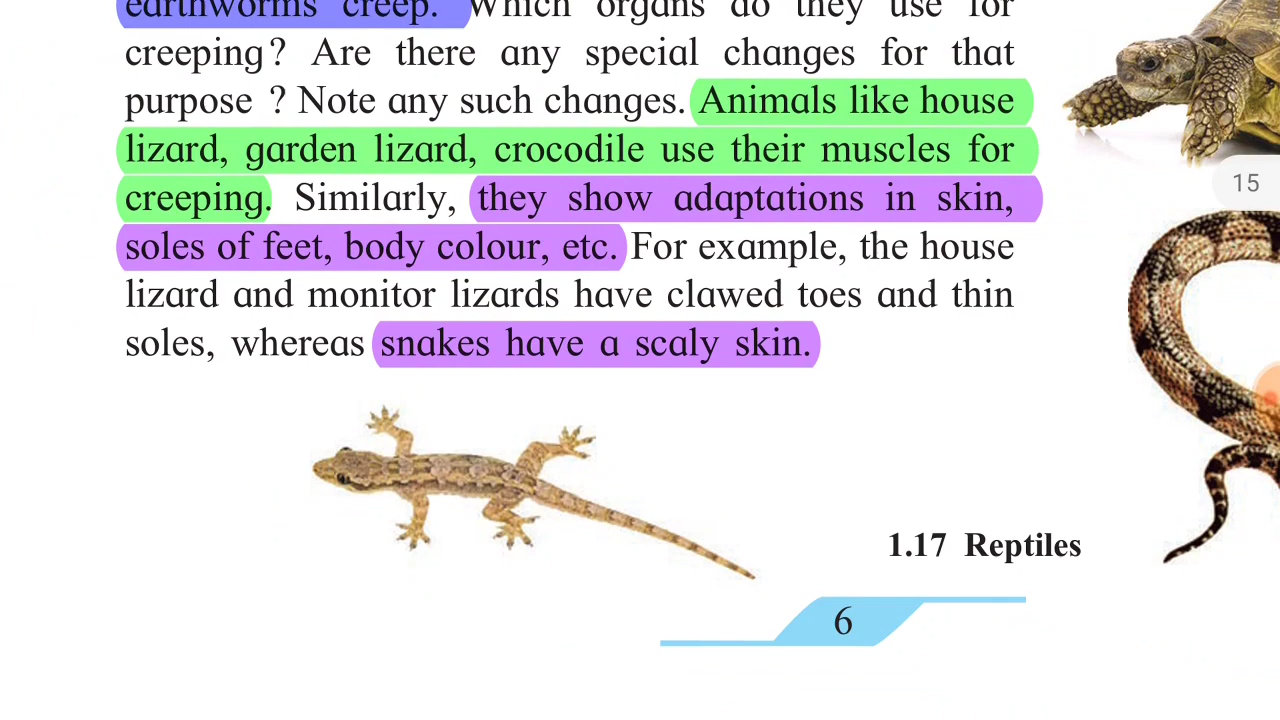 earthworms creep. Which organs do they use for
creeping? Are there any special changes for that
purpose ? Note any such changes. Animals like house
lizard, garden lizard, crocodile use their muscles for
creeping. Similarly, they show adaptations in skin,
soles of feet, body colour, etc. For example, the house
lizard and monitor lizards have clawed toes and thin
soles, whereas snakes have a scaly skin.
15
1.17 Reptiles
6